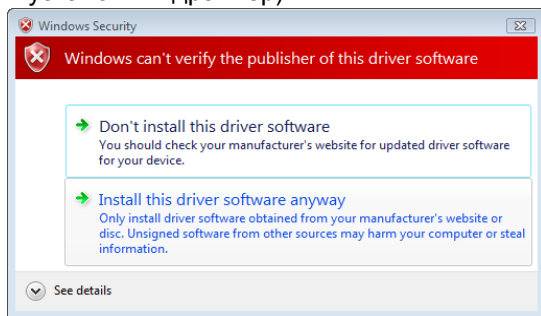 Windows Security
Windows can't verify the publisher of this driver software
Don't install this driver software
You should check your manufacturer's website for updated driver software
for your device.
Install this driver software anyway
Only install driver software obtained from your manufacturer's website or
disc. Unsigned software from other sources may harm your computer or steal
information.
See details